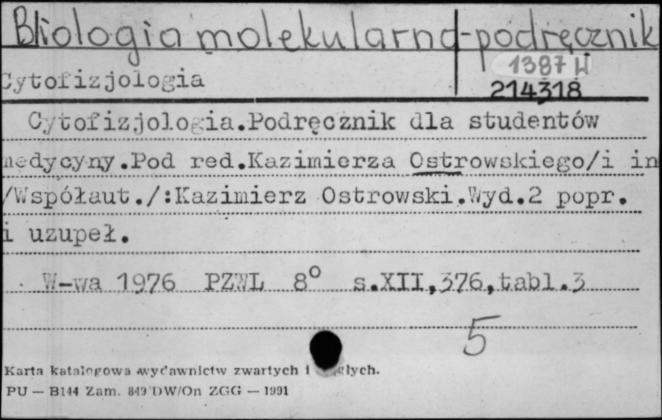 Biologia molekularna-podręcznik
1387 W
Cytofizjologia
214318
Cytofizjologia.Podręcznik dla studentów
medycyny.Pod red.Kazimierza Ostrowskiego/i in
/Współaut./:Kazimierz Ostrowski.Wyd.2 popr.
i uzupeł.
W-wa 1976 PZWL 8° s.XII,376,tabl.3
5
Karta katalogowa wydawnictw zwartych i ciągłych.
PU — B144 Zam. 849 DW/On ZGG — 1991